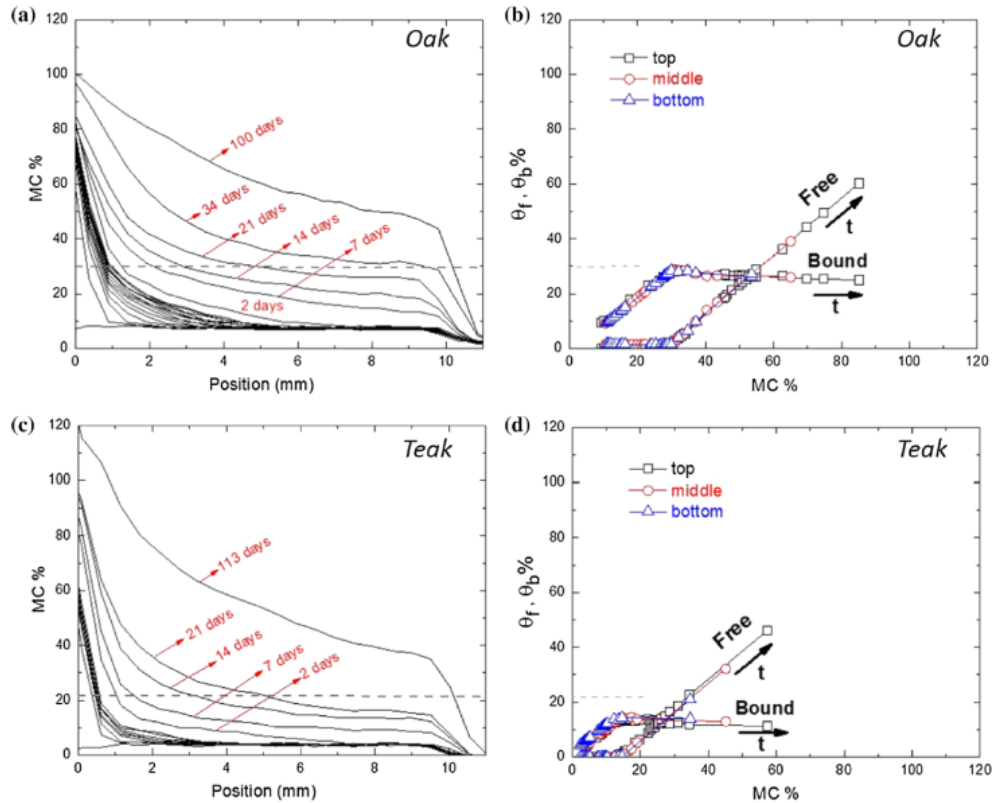 (a)
Oak
120
100
80
60
40
20
0
MC %
100 days
34 days
21 days
14 days
7 days
2 days
0 2 4 6 8 10
Position (mm)
(b)
Oak
120
100
80
60
40
20
0
θf , θb%
top
middle
bottom
Free
t
Bound
t
0 20 40 60 80 100 120
MC %
(c)
Teak
120
100
80
60
40
20
0
MC %
113 days
21 days
14 days
7 days
2 days
0 2 4 6 8 10
Position (mm)
(d)
Teak
120
100
80
60
40
20
0
θf , θb%
top
middle
bottom
Free
t
Bound
t
0 20 40 60 80 100 120
MC %